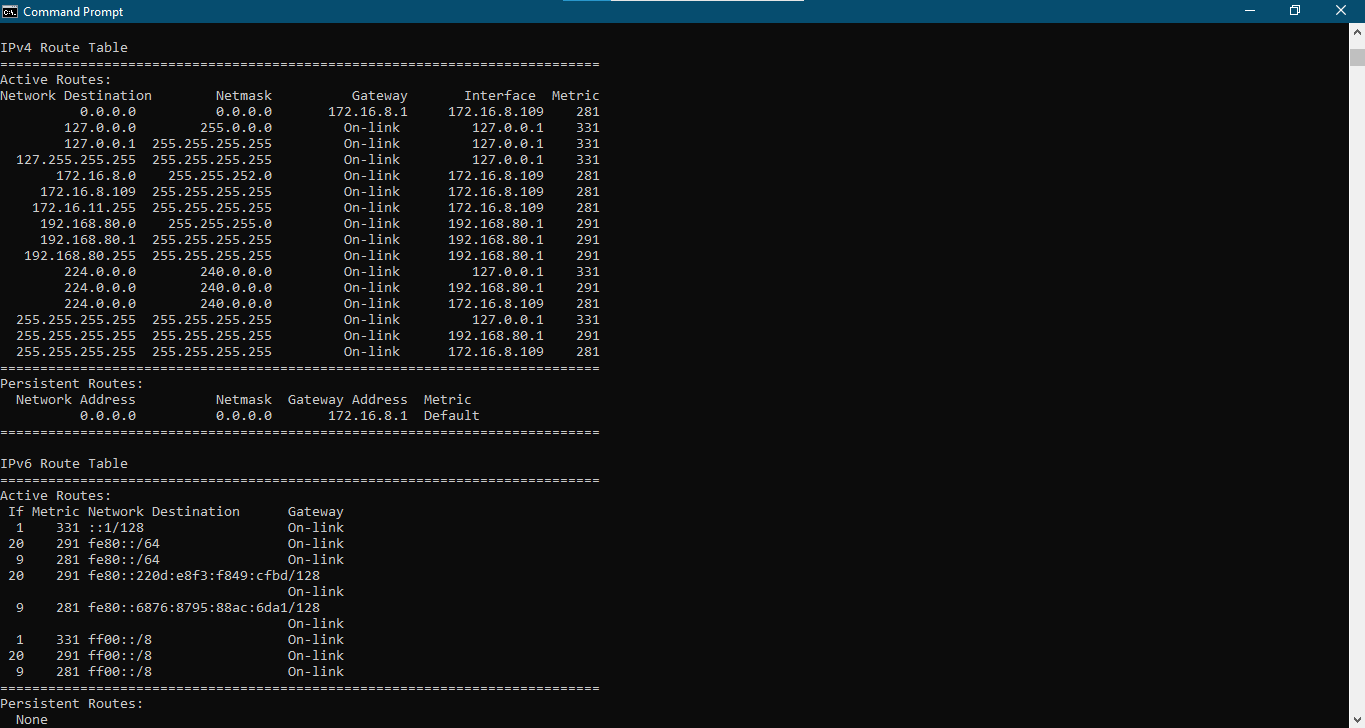 Command Prompt
IPv4 Route Table
===========================================================================
Active Routes:
Network Destination        Netmask          Gateway       Interface  Metric
          0.0.0.0          0.0.0.0       172.16.8.1     172.16.8.109    281
        127.0.0.0        255.0.0.0         On-link         127.0.0.1    331
        127.0.0.1  255.255.255.255         On-link         127.0.0.1    331
  127.255.255.255  255.255.255.255         On-link         127.0.0.1    331
       172.16.8.0    255.255.252.0         On-link      172.16.8.109    281
     172.16.8.109  255.255.255.255         On-link      172.16.8.109    281
    172.16.11.255  255.255.255.255         On-link      172.16.8.109    281
     192.168.80.0    255.255.255.0         On-link      192.168.80.1    291
     192.168.80.1  255.255.255.255         On-link      192.168.80.1    291
   192.168.80.255  255.255.255.255         On-link      192.168.80.1    291
        224.0.0.0        240.0.0.0         On-link         127.0.0.1    331
        224.0.0.0        240.0.0.0         On-link      192.168.80.1    291
        224.0.0.0        240.0.0.0         On-link      172.16.8.109    281
  255.255.255.255  255.255.255.255         On-link         127.0.0.1    331
  255.255.255.255  255.255.255.255         On-link      192.168.80.1    291
  255.255.255.255  255.255.255.255         On-link      172.16.8.109    281
===========================================================================
Persistent Routes:
  Network Address          Netmask  Gateway Address  Metric
          0.0.0.0          0.0.0.0       172.16.8.1  Default
===========================================================================
IPv6 Route Table
===========================================================================
Active Routes:
 If Metric Network Destination      Gateway
  1    331 ::1/128                  On-link
 20    291 fe80::/64                On-link
  9    281 fe80::/64                On-link
 20    291 fe80::220d:e8f3:f849:cfbd/128
                                    On-link
  9    281 fe80::6876:8795:88ac:6da1/128
                                    On-link
  1    331 ff00::/8                 On-link
 20    291 ff00::/8                 On-link
  9    281 ff00::/8                 On-link
===========================================================================
Persistent Routes:
  None